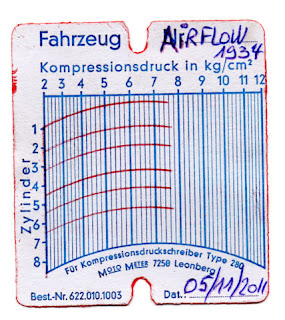 Fahrzeug AiRFLOW
1934
Kompressionsdruck in kg/cm²
2 3 4 5 6 7 8 9 10 11 12
Zylinder
1
2
3
4
5
6
7
8
Für Kompressionsdruckschreiber Type 280
MOTO METER 7250 Leonberg
Best.-Nr. 622.010.1003 Dat.: 05/11/2011